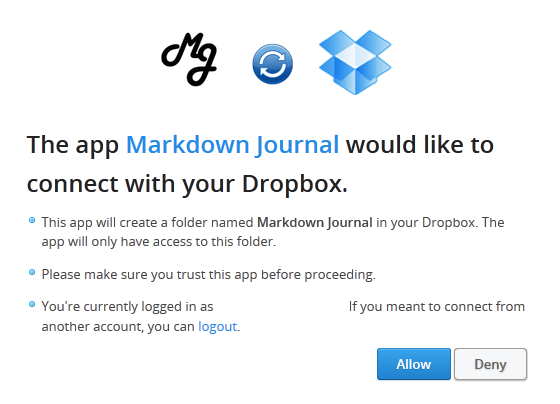 Mj
The app Markdown Journal would like to
connect with your Dropbox.
This app will create a folder named Markdown Journal in your Dropbox. The
app will only have access to this folder.
Please make sure you trust this app before proceeding.
You're currently logged in as If you meant to connect from
another account, you can logout.
Allow Deny